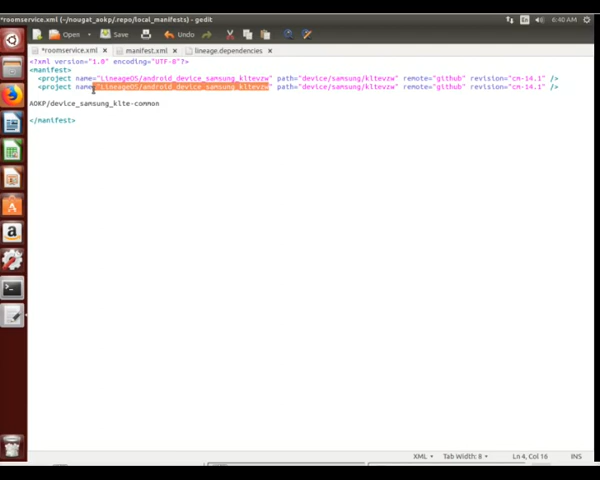 *roomservice.xml (~/nougat_aokp/.repo/local_manifests) - gedit
En
6:40 AM
Open
Save
Undo
*roomservice.xml ×
manifest.xml ×
lineage.dependencies ×
<?xml version="1.0" encoding="UTF-8"?>
<manifest>
<project name="LineageOS/android_device_samsung_kltevzw" path="device/samsung/kltevzw" remote="github" revision="cm-14.1" />
<project name="LineageOS/android_device_samsung_kltevzw" path="device/samsung/kltevzw" remote="github" revision="cm-14.1" />
AOKP/device_samsung_klte-common
</manifest>
XML
Tab Width: 8
Ln 4, Col 16
INS